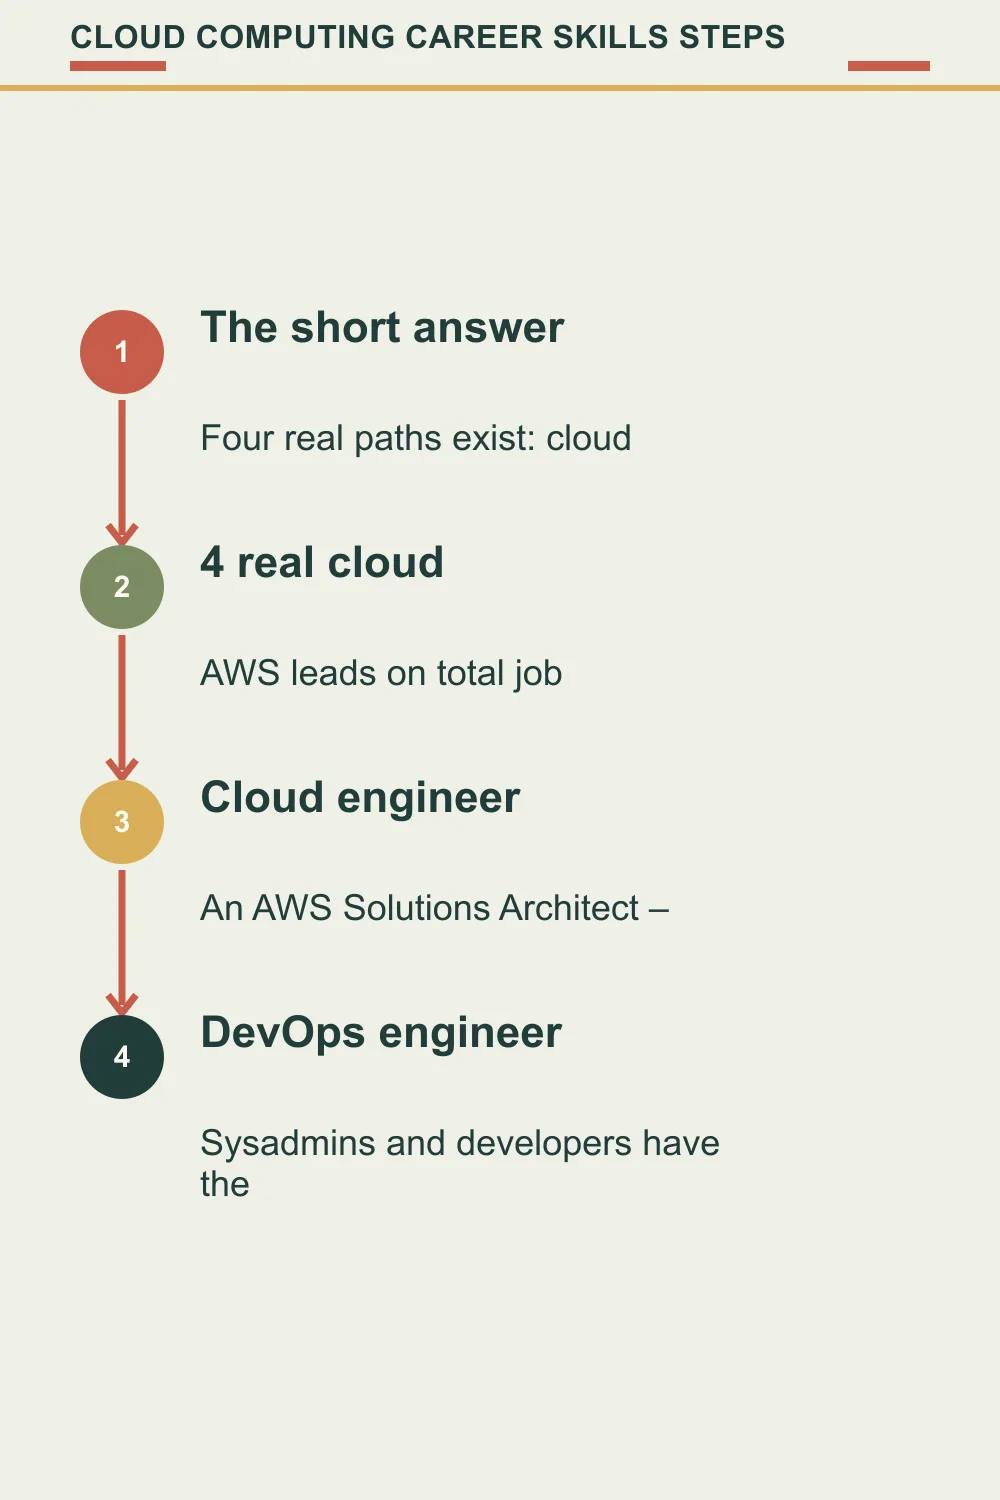 CLOUD COMPUTING CAREER SKILLS STEPS
1
The short answer
Four real paths exist: cloud
2
4 real cloud
AWS leads on total job
3
Cloud engineer
An AWS Solutions Architect –
4
DevOps engineer
Sysadmins and developers have
the